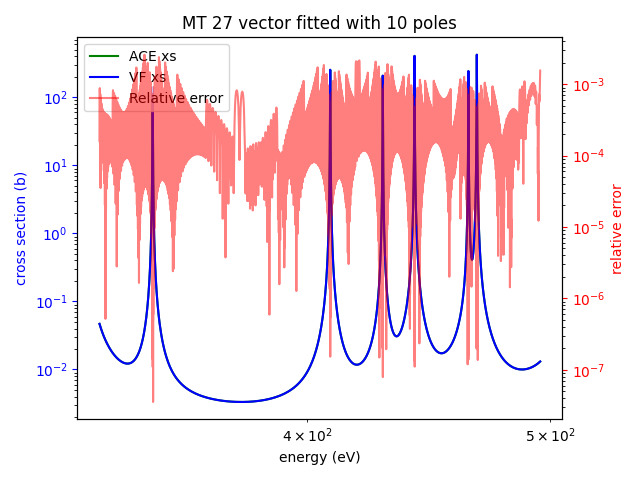 MT 27 vector fitted with 10 poles
ACE xs
VF xs
Relative error
cross section (b)
10²
10¹
10⁰
10⁻¹
10⁻²
relative error
10⁻³
10⁻⁴
10⁻⁵
10⁻⁶
10⁻⁷
4 × 10²
5 × 10²
energy (eV)